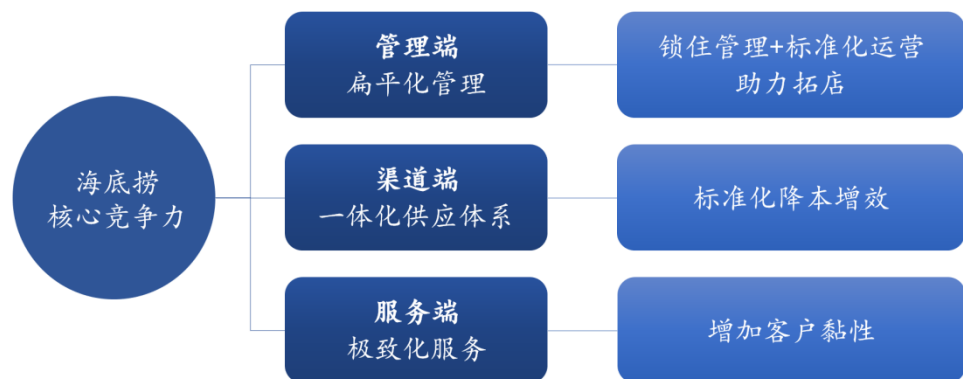 海底捞
核心竞争力
管理端
扁平化管理
锁住管理+标准化运营
助力拓店
渠道端
一体化供应体系
标准化降本增效
服务端
极致化服务
增加客户黏性